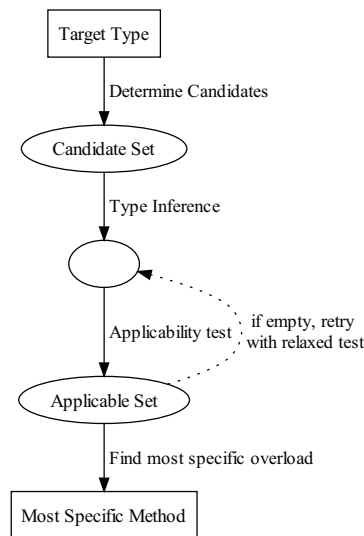 Target Type
Determine Candidates
Candidate Set
Type Inference
Applicability test
if empty, retry
with relaxed test
Applicable Set
Find most specific overload
Most Specific Method